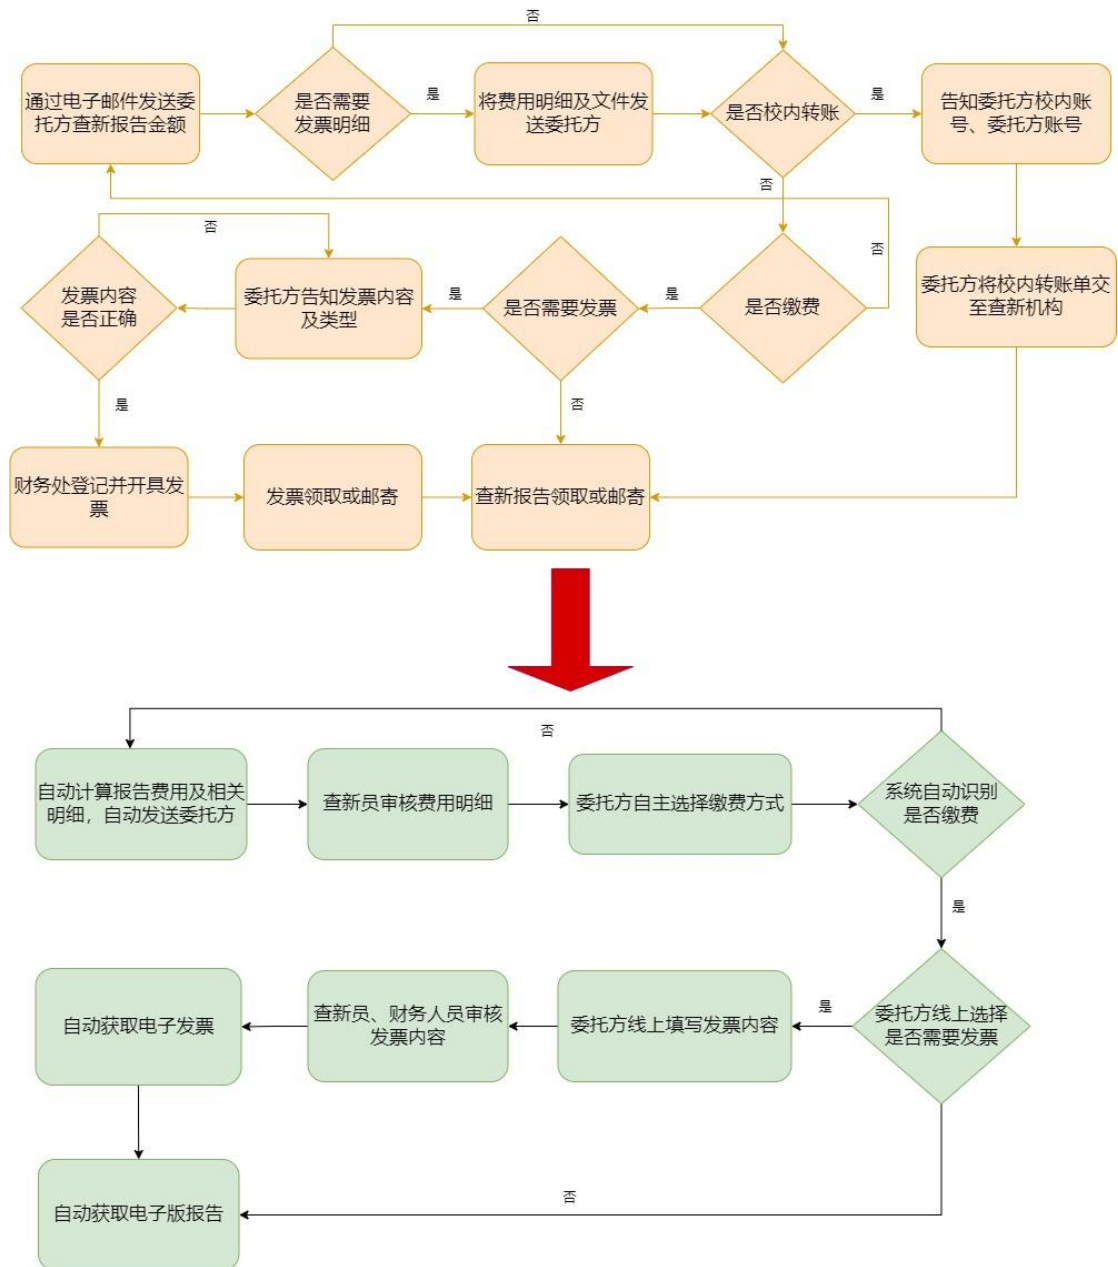 否
通过电子邮件发送委
托方查新报告金额
是否需要
发票明细
是
将费用明细及文件发
送委托方
是否校内转账
是
告知委托方校内账
号、委托方账号
否
否
否
发票内容
是否正确
委托方告知发票内容
及类型
是
是否需要发票
是
是否缴费
委托方将校内转账单交
至查新机构
是
否
财务处登记并开具发
票
发票领取或邮寄
查新报告领取或邮寄
否
自动计算报告费用及相关
明细，自动发送委托方
查新员审核费用明细
委托方自主选择缴费方式
系统自动识别
是否缴费
是
自动获取电子发票
查新员、财务人员审核
发票内容
委托方线上填写发票内容
是
委托方线上选择
是否需要发票
否
自动获取电子版报告